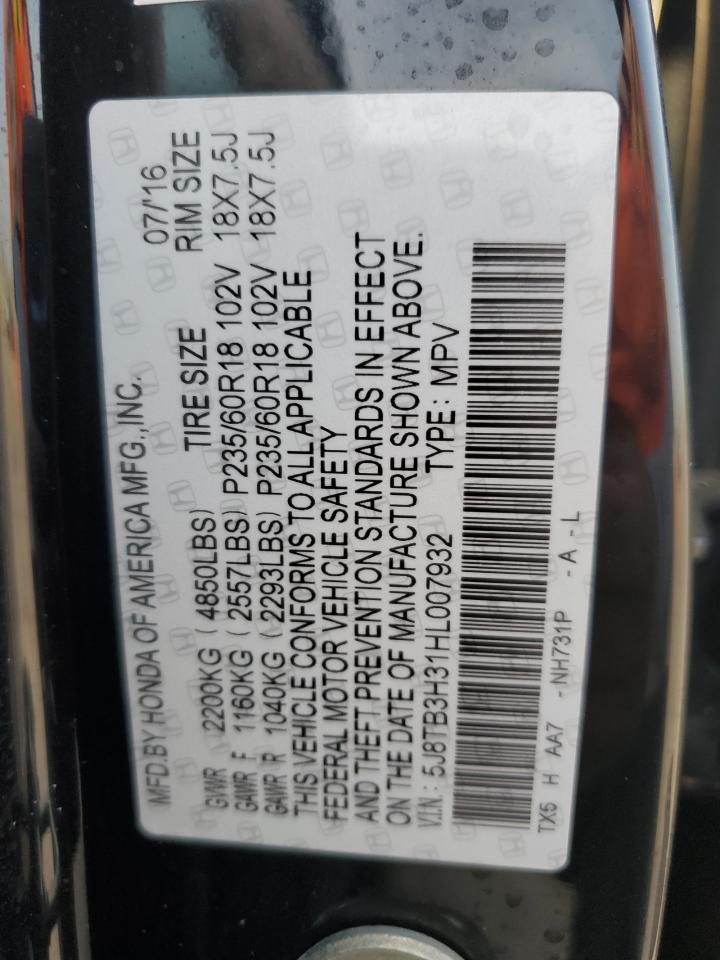 MFD.BY HONDA OF AMERICA MFG.,INC. 07/'16
TIRE SIZE RIM SIZE
GVWR 2200KG ( 4850LBS)
GAWR F 1160KG ( 2557LBS) P235/60R18 102V 18X7.5J
GAWR R 1040KG ( 2293LBS) P235/60R18 102V 18X7.5J
THIS VEHICLE CONFORMS TO ALL APPLICABLE
FEDERAL MOTOR VEHICLE SAFETY
AND THEFT PREVENTION STANDARDS IN EFFECT
ON THE DATE OF MANUFACTURE SHOWN ABOVE.
V.I.N.: 5J8TB3H31HL007932 TYPE: MPV
TX5 H AA7 -NH731P - A - L